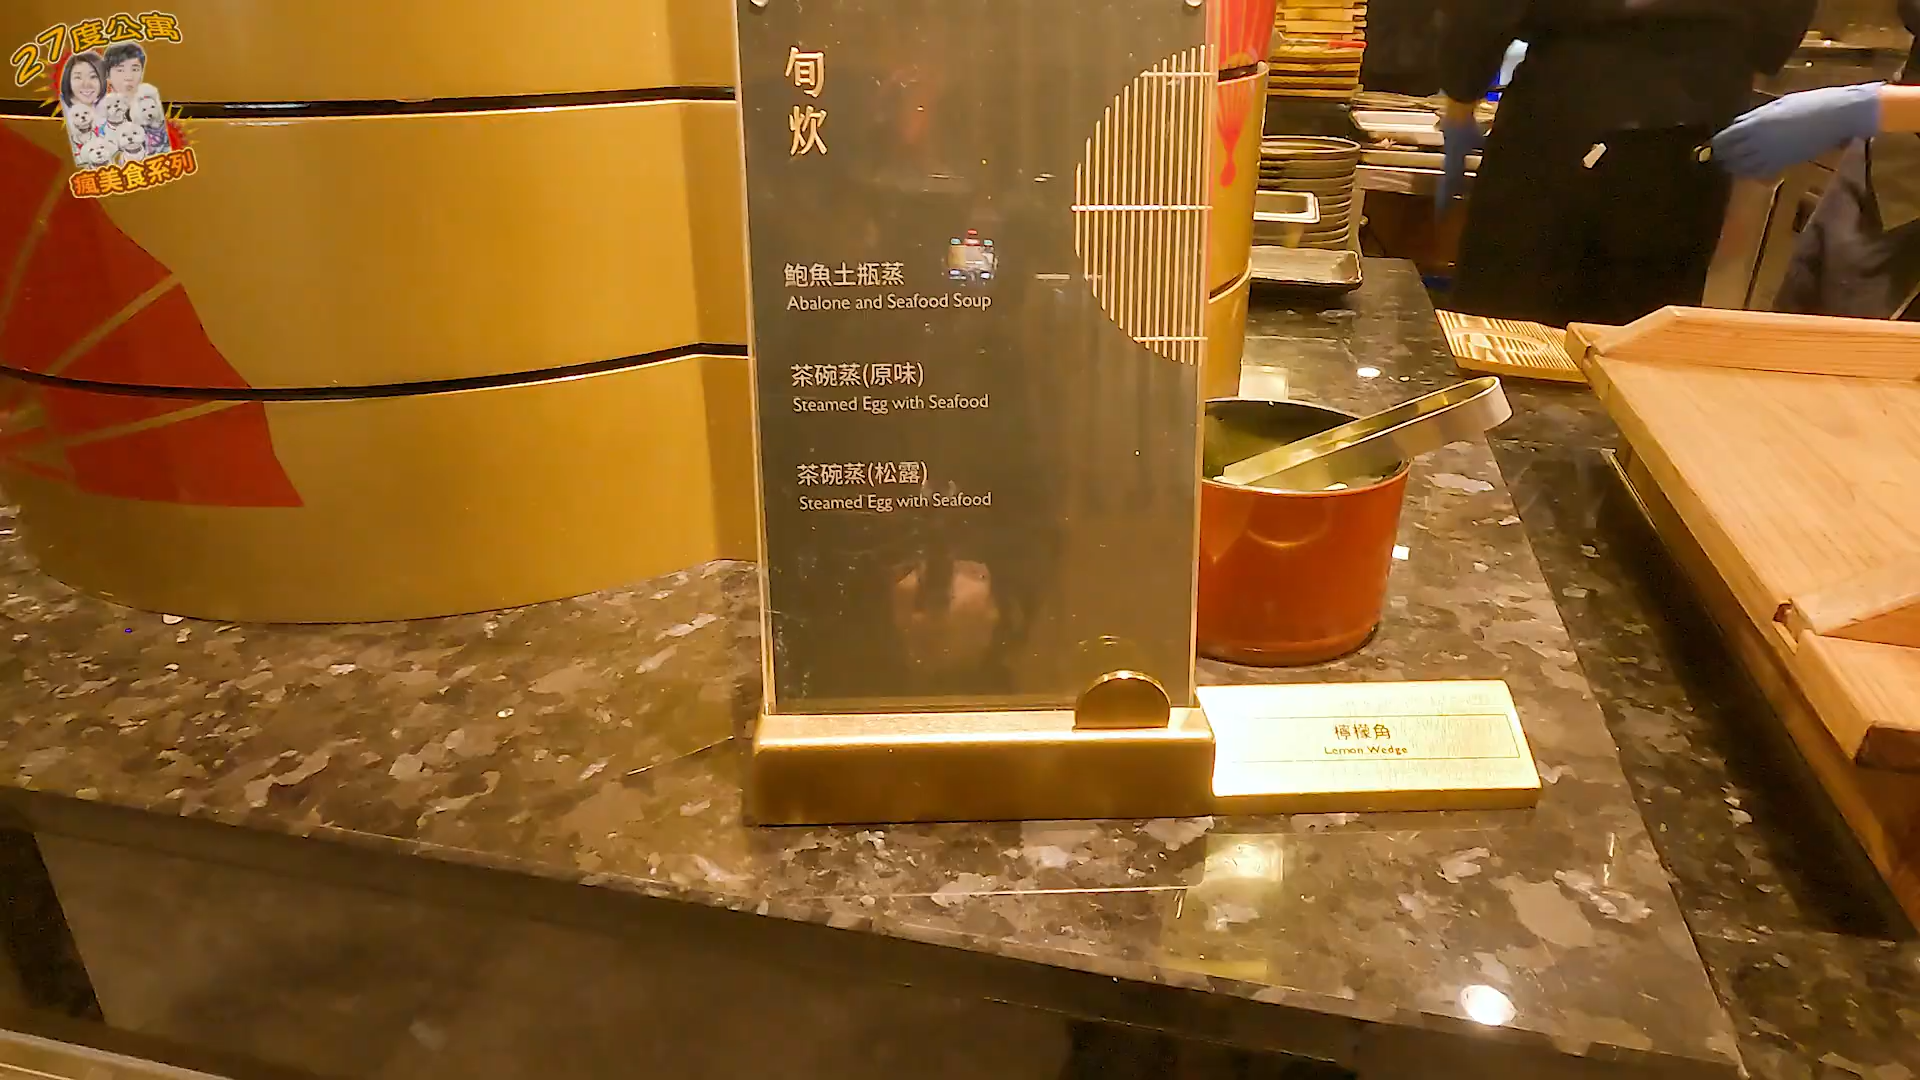 27度公寓
瘋美食系列
旬炊
鮑魚土瓶蒸
Abalone and Seafood Soup
茶碗蒸(原味)
Steamed Egg with Seafood
茶碗蒸(松露)
Steamed Egg with Seafood
檸檬角
Lemon Wedge